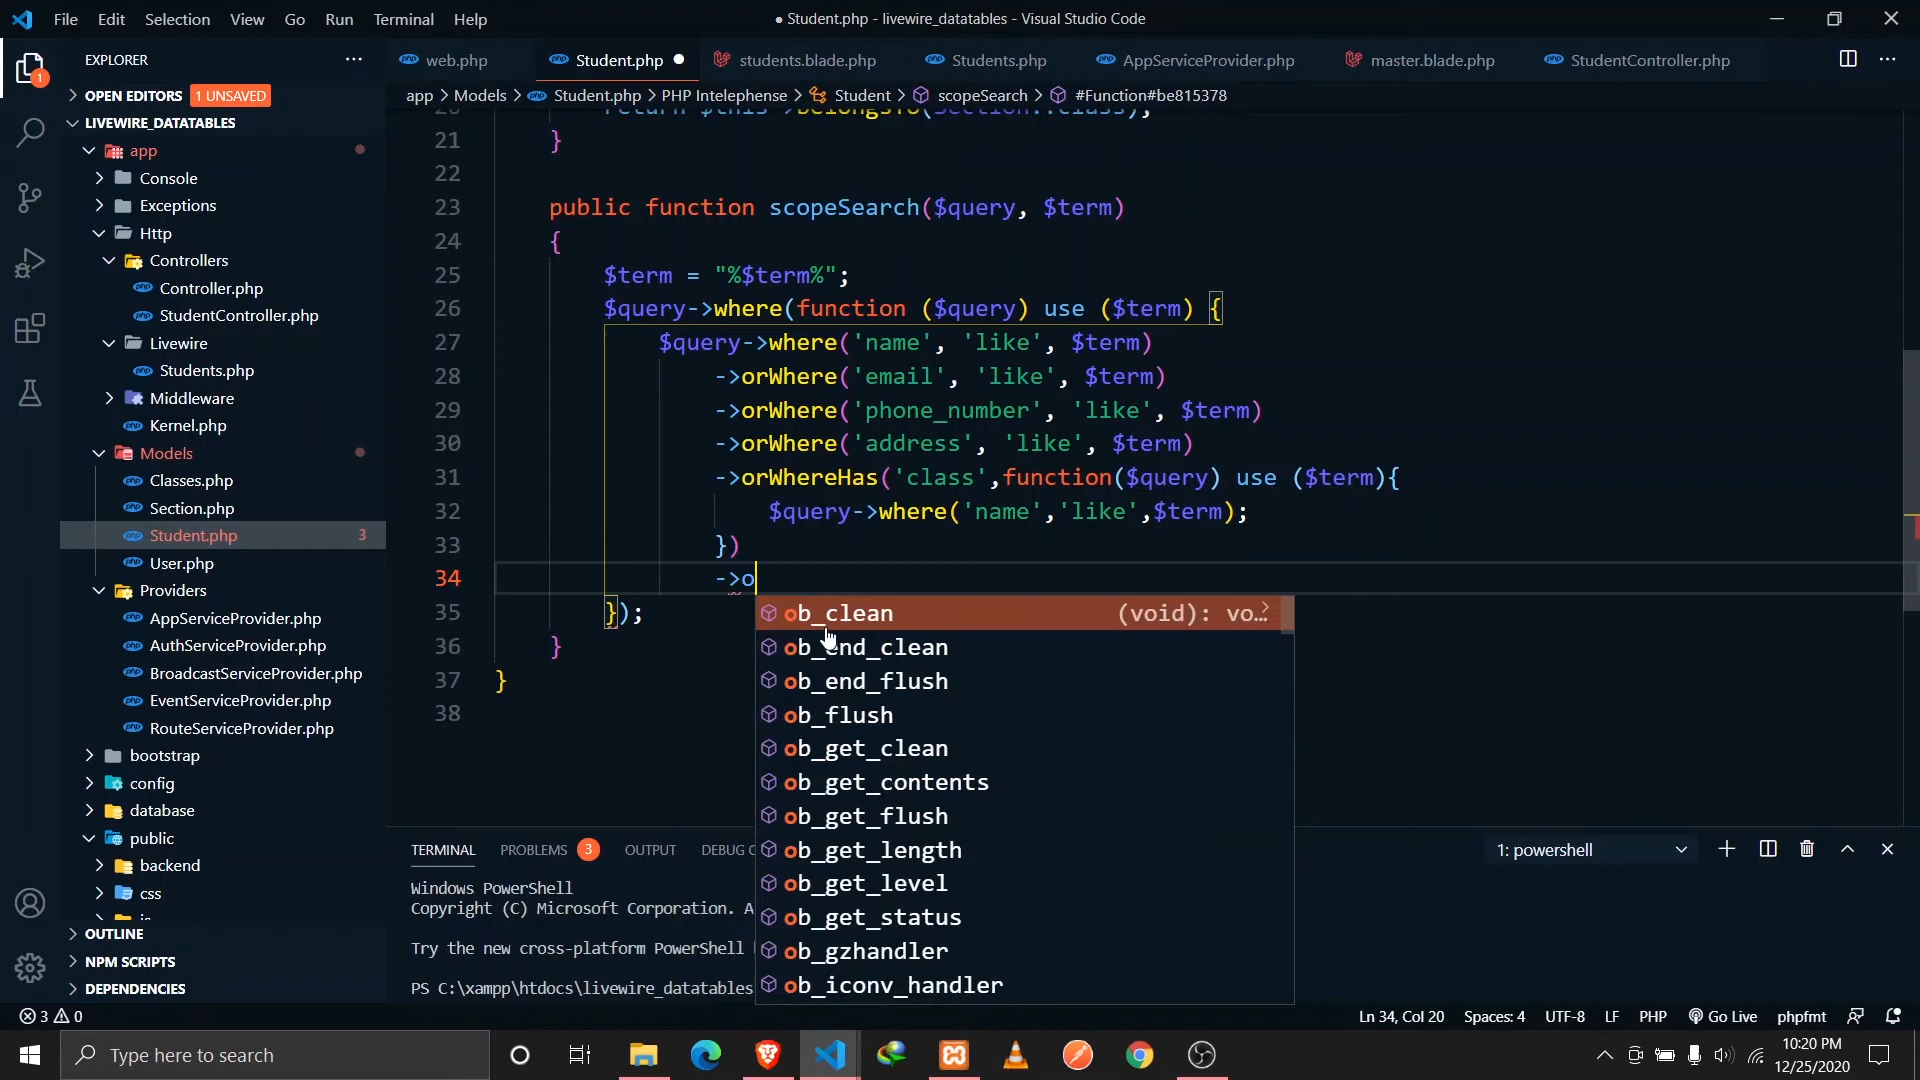 File Edit Selection View Go Run Terminal Help
● Student.php - livewire_datatables - Visual Studio Code
EXPLORER
OPEN EDITORS 1 UNSAVED
LIVEWIRE_DATATABLES
app
Console
Exceptions
Http
Controllers
Controller.php
StudentController.php
Livewire
Students.php
Middleware
Kernel.php
Models
Classes.php
Section.php
Student.php 3
User.php
Providers
AppServiceProvider.php
AuthServiceProvider.php
BroadcastServiceProvider.php
EventServiceProvider.php
RouteServiceProvider.php
bootstrap
config
database
public
backend
css
OUTLINE
NPM SCRIPTS
DEPENDENCIES
web.php Student.php ● students.blade.php Students.php AppServiceProvider.php master.blade.php StudentController.php
app > Models > Student.php > PHP Intelephense > Student > scopeSearch > #Function#be815378
20 return $this->belongsTo(Section::class);
21 }
22
23 public function scopeSearch($query, $term)
24 {
25 $term = "%$term%";
26 $query->where(function ($query) use ($term) {
27 $query->where('name', 'like', $term)
28 ->orWhere('email', 'like', $term)
29 ->orWhere('phone_number', 'like', $term)
30 ->orWhere('address', 'like', $term)
31 ->orWhereHas('class',function($query) use ($term){
32 $query->where('name','like',$term);
33 })
34 ->o
35 });
36 }
37 }
38
ob_clean (void): vo…
ob_end_clean
ob_end_flush
ob_flush
ob_get_clean
ob_get_contents
ob_get_flush
ob_get_length
ob_get_level
ob_get_status
ob_gzhandler
ob_iconv_handler
TERMINAL PROBLEMS 3 OUTPUT DEBUG C
1: powershell
Windows PowerShell
Copyright (C) Microsoft Corporation. A
Try the new cross-platform PowerShell
PS C:\xampp\htdocs\livewire_datatables
3 0
Ln 34, Col 20 Spaces: 4 UTF-8 LF PHP Go Live phpfmt
Type here to search
10:20 PM
12/25/2020